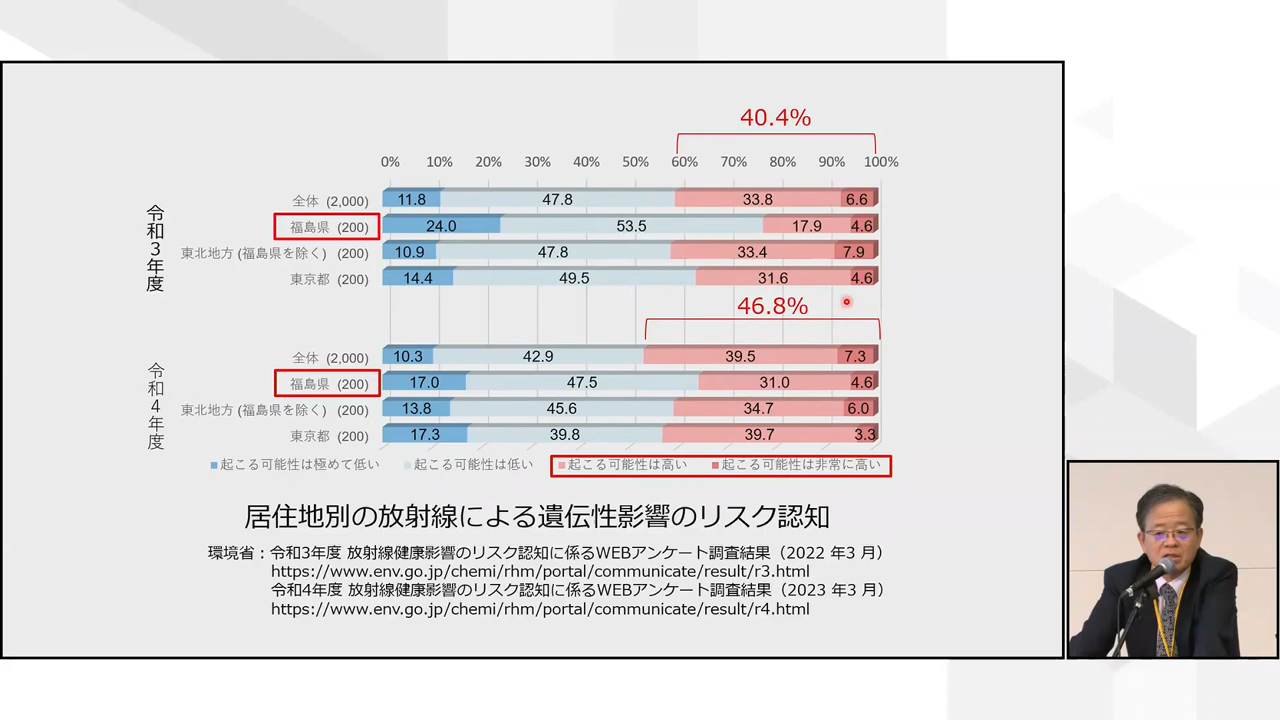 40.4%
0% 10% 20% 30% 40% 50% 60% 70% 80% 90% 100%
令和3年度
全体 (2,000) 11.8 47.8 33.8 6.6
福島県 (200) 24.0 53.5 17.9 4.6
東北地方 (福島県を除く) (200) 10.9 47.8 33.4 7.9
東京都 (200) 14.4 49.5 31.6 4.6
46.8%
令和4年度
全体 (2,000) 10.3 42.9 39.5 7.3
福島県 (200) 17.0 47.5 31.0 4.6
東北地方 (福島県を除く) (200) 13.8 45.6 34.7 6.0
東京都 (200) 17.3 39.8 39.7 3.3
起こる可能性は極めて低い 起こる可能性は低い 起こる可能性は高い 起こる可能性は非常に高い
居住地別の放射線による遺伝性影響のリスク認知
環境省：令和3年度 放射線健康影響のリスク認知に係るWEBアンケート調査結果（2022 年3 月）
https://www.env.go.jp/chemi/rhm/portal/communicate/result/r3.html
令和4年度 放射線健康影響のリスク認知に係るWEBアンケート調査結果（2023 年3 月）
https://www.env.go.jp/chemi/rhm/portal/communicate/result/r4.html